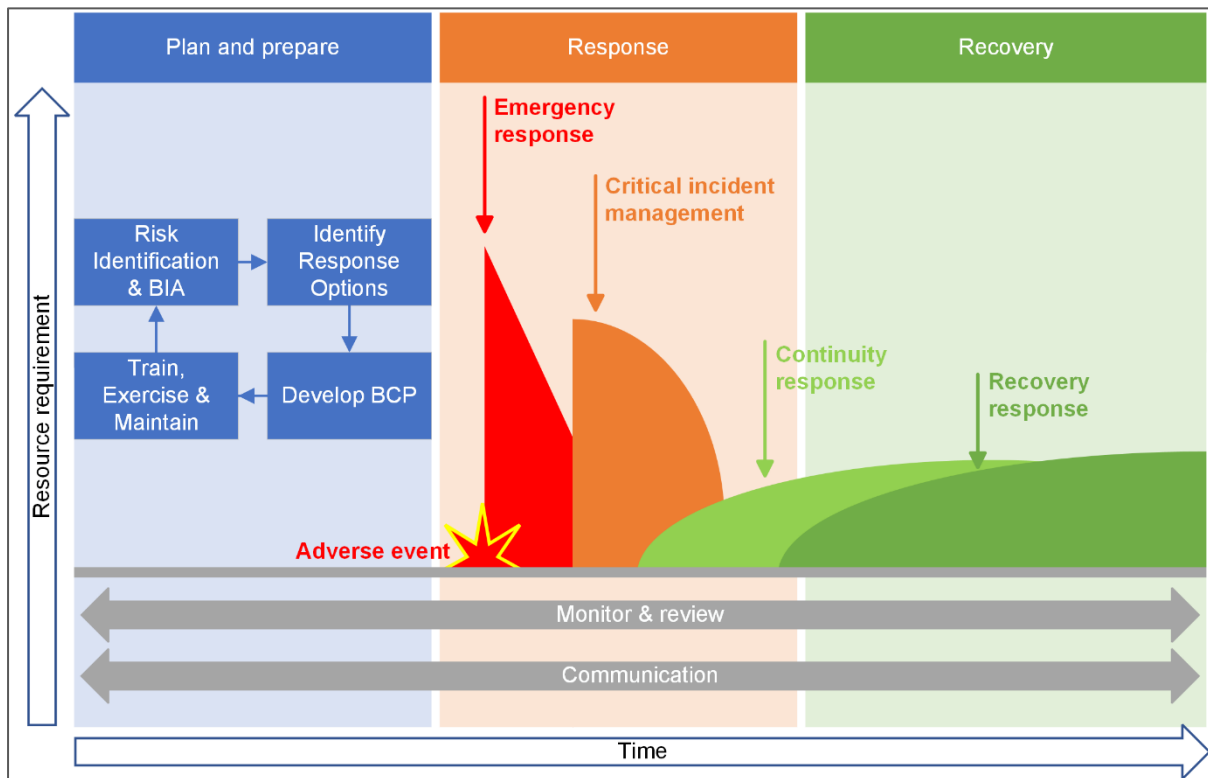 Plan and prepare
Response
Recovery
Emergency
response
Critical incident
management
Risk
Identification
& BIA
Identify
Response
Options
Continuity
response
Recovery
response
Train,
Exercise &
Maintain
Develop BCP
Resource requirement
Adverse event
Monitor & review
Communication
Time